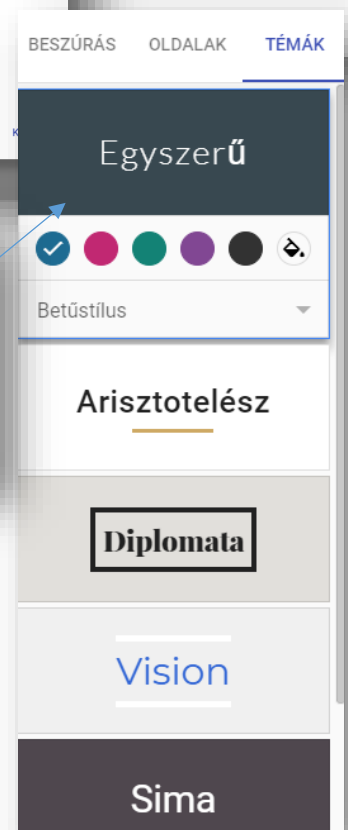 BESZÚRÁS OLDALAK TÉMÁK
Egyszerű
Betűstílus
Arisztotelész
Diplomata
Vision
Sima